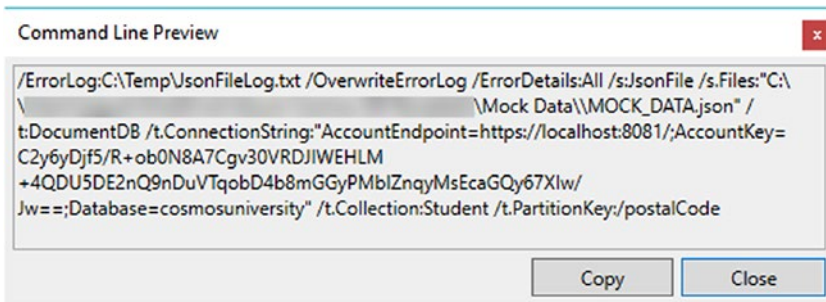 Command Line Preview
x
/ErrorLog:C:\Temp\JsonFileLog.txt /OverwriteErrorLog /ErrorDetails:All /s:JsonFile /s.Files:"C:\
\ \Mock Data\\MOCK_DATA.json" /
t:DocumentDB /t.ConnectionString:"AccountEndpoint=https://localhost:8081/;AccountKey=
C2y6yDjf5/R+ob0N8A7Cgv30VRDJIWEHLM
+4QDU5DE2nQ9nDuVTqobD4b8mGGyPMbIZnqyMsEcaGQy67XIw/
Jw==;Database=cosmosuniversity" /t.Collection:Student /t.PartitionKey:/postalCode
Copy
Close